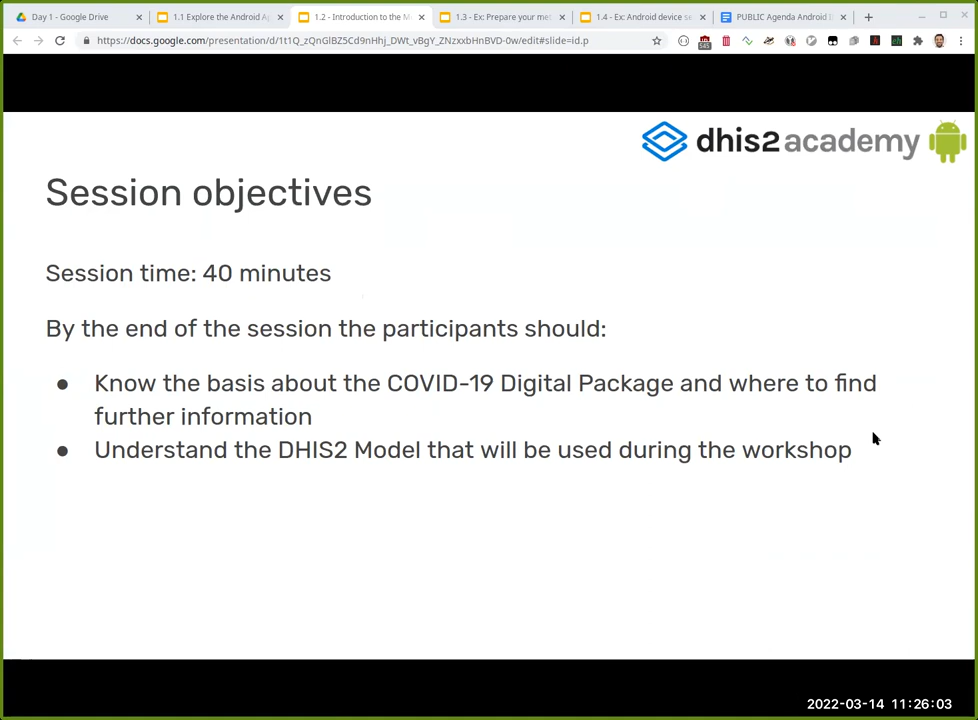 Day 1 - Google Drive
1.1 Explore the Android Ap
1.2 - Introduction to the M
1.3 - Ex: Prepare your met
1.4 - Ex: Android device se
PUBLIC Agenda Android D
https://docs.google.com/presentation/d/1t1Q_zQnGlBZ5Cd9nHhj_DWt_vBgY_ZNzxxbHnBVD-0w/edit#slide=id.p
545
dhis2academy
Session objectives
Session time: 40 minutes
By the end of the session the participants should:
● Know the basis about the COVID-19 Digital Package and where to find
further information
● Understand the DHIS2 Model that will be used during the workshop
2022-03-14 11:26:03